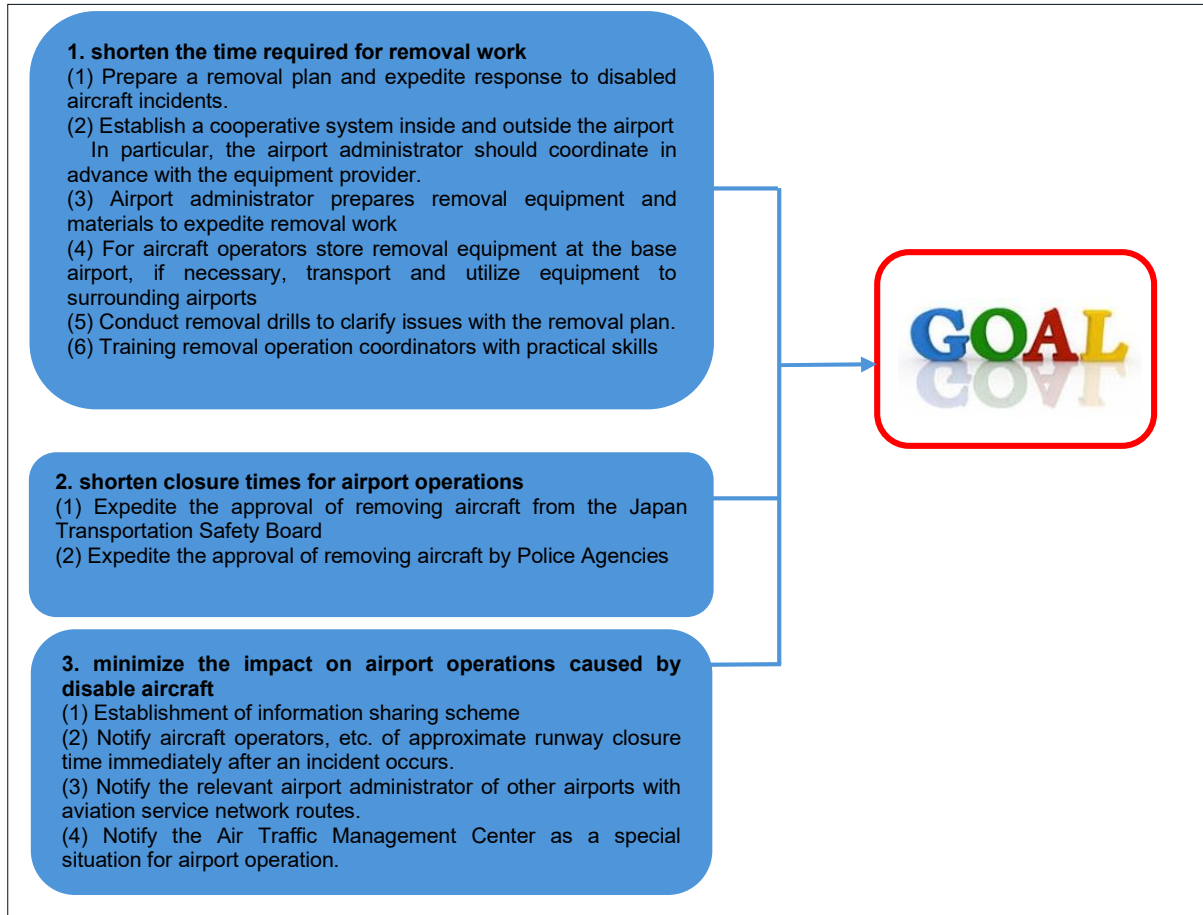 1. shorten the time required for removal work
(1) Prepare a removal plan and expedite response to disabled
aircraft incidents.
(2) Establish a cooperative system inside and outside the airport
In particular, the airport administrator should coordinate in
advance with the equipment provider.
(3) Airport administrator prepares removal equipment and
materials to expedite removal work
(4) For aircraft operators store removal equipment at the base
airport, if necessary, transport and utilize equipment to
surrounding airports
(5) Conduct removal drills to clarify issues with the removal plan.
(6) Training removal operation coordinators with practical skills
GOAL
2. shorten closure times for airport operations
(1) Expedite the approval of removing aircraft from the Japan
Transportation Safety Board
(2) Expedite the approval of removing aircraft by Police Agencies
3. minimize the impact on airport operations caused by
disable aircraft
(1) Establishment of information sharing scheme
(2) Notify aircraft operators, etc. of approximate runway closure
time immediately after an incident occurs.
(3) Notify the relevant airport administrator of other airports with
aviation service network routes.
(4) Notify the Air Traffic Management Center as a special
situation for airport operation.